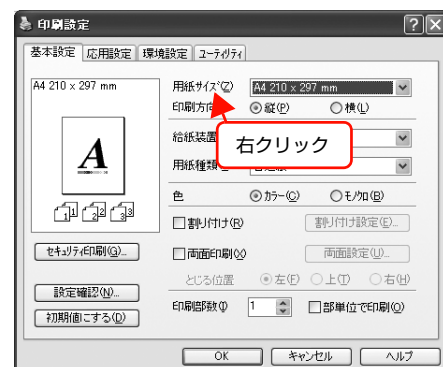 印刷設定
基本設定 応用設定 環境設定 ユーティリティ
A4 210 x 297 mm
用紙サイズ(Z) A4 210 x 297 mm
印刷方向 縦(P) 横(L)
給紙装置
右クリック
用紙種類
A
色 カラー(C) モノクロ(B)
1 1 2 2 3 3
割り付け(R) 割り付け設定(E)...
セキュリティ印刷(G)...
両面印刷(X) 両面設定(U)...
とじる位置 左(F) 上(T) 右(H)
設定確認(N)...
印刷部数(I) 1 部単位で印刷(O)
初期値にする(D)
OK キャンセル ヘルプ